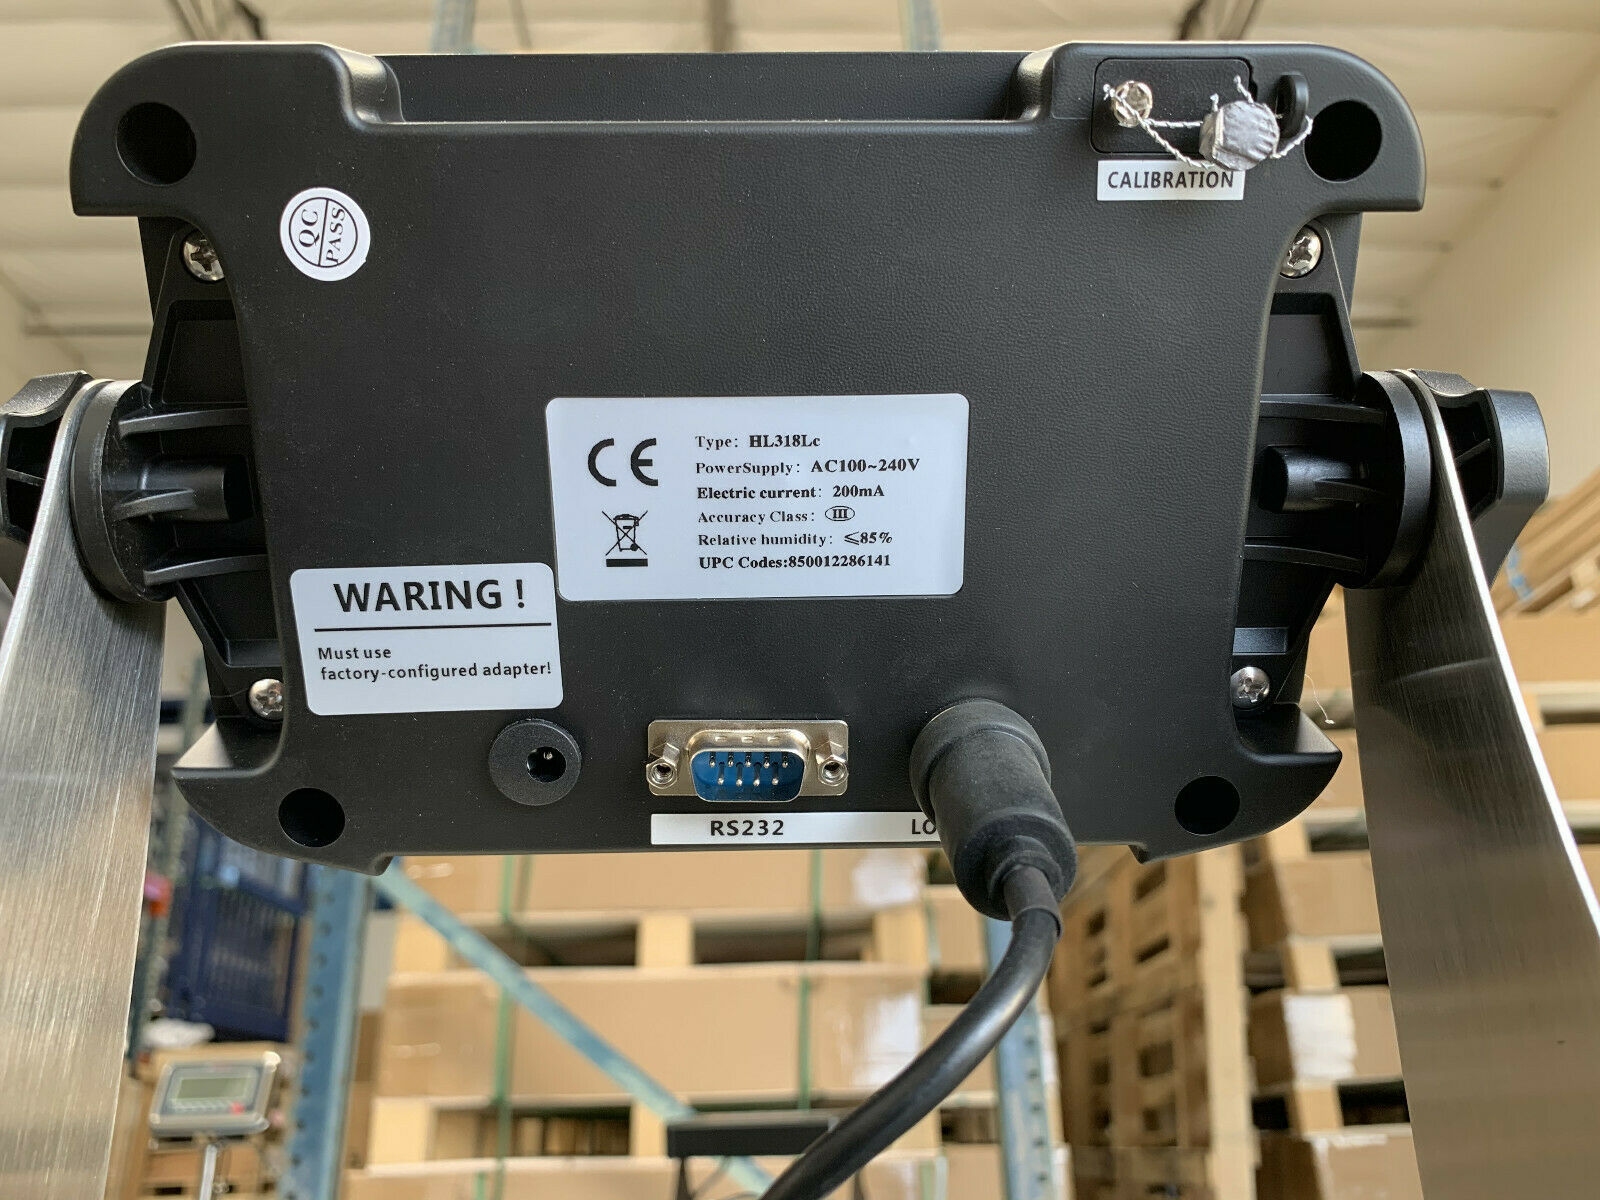 CALIBRATION
QC
PASS
CE
Type: HL318Lc
PowerSupply: AC100~240V
Electric current: 200mA
Accuracy Class: III
Relative humidity: ≤85%
UPC Codes:850012286141
WARING !
Must use
factory-configured adapter!
RS232 LO